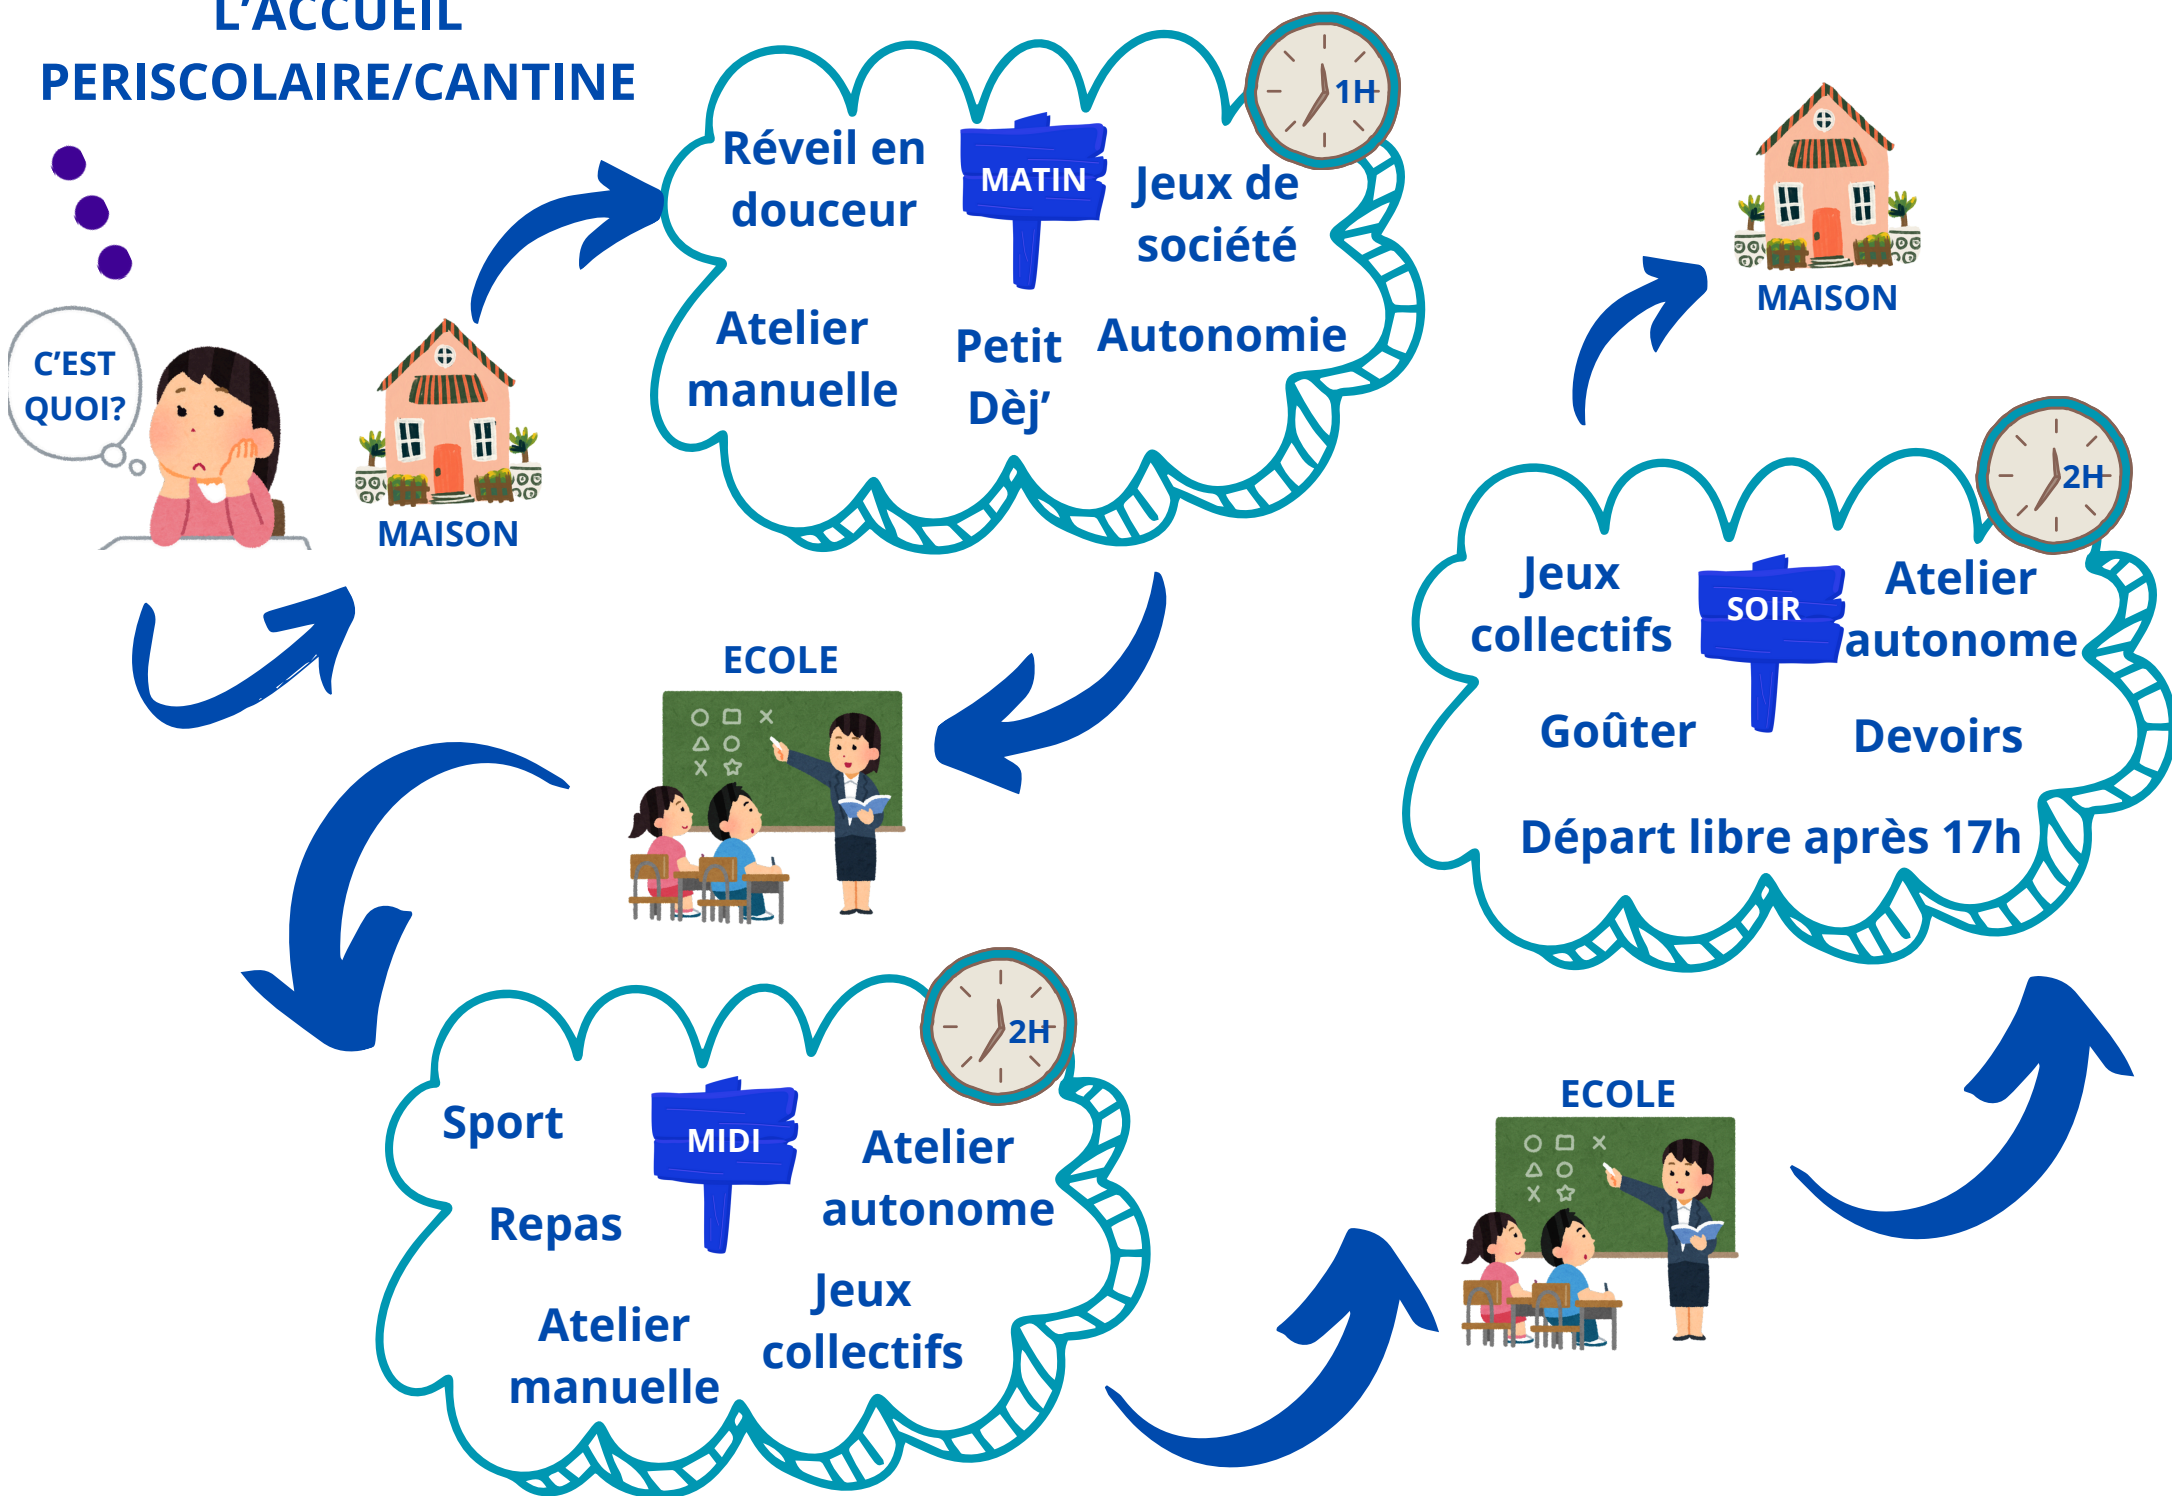 L'ACCUEIL
PERISCOLAIRE/CANTINE
C'EST
QUOI?
MAISON
1H
MATIN
Réveil en
douceur
Jeux de
société
Atelier
manuelle
Petit
Dèj'
Autonomie
ECOLE
2H
MIDI
Sport
Repas
Atelier
autonome
Atelier
manuelle
Jeux
collectifs
ECOLE
2H
SOIR
Jeux
collectifs
Atelier
autonome
Goûter
Devoirs
Départ libre après 17h
MAISON